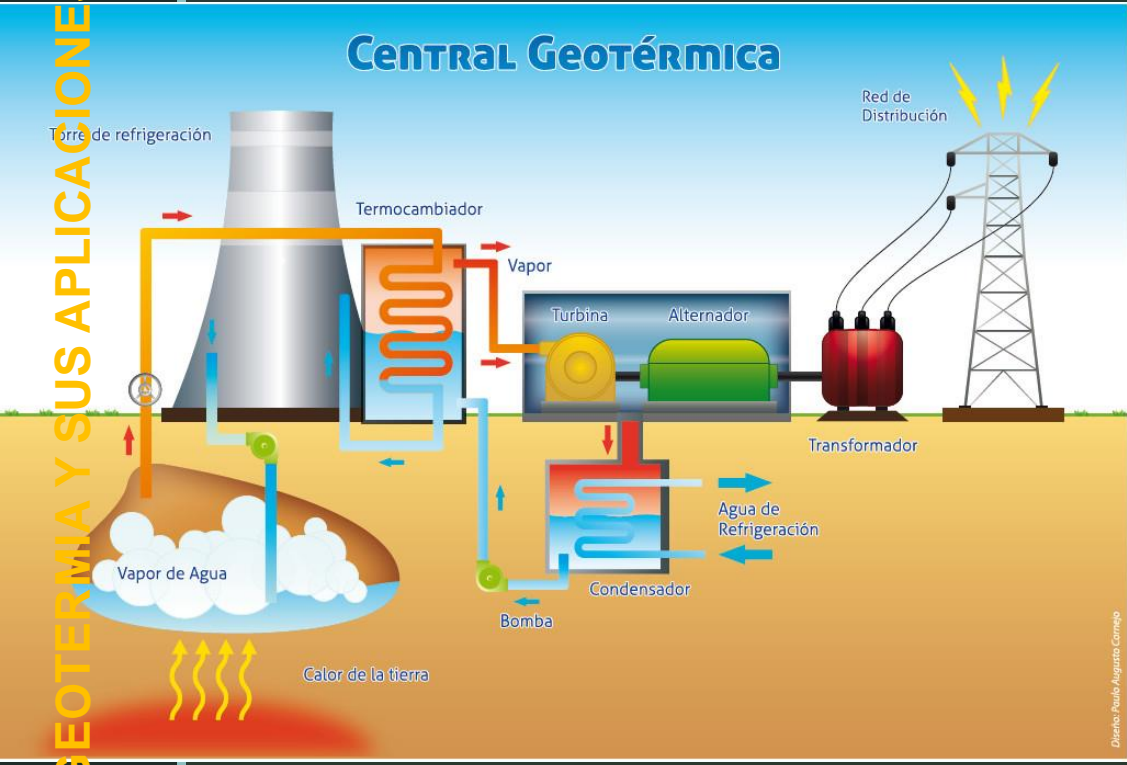 GEOTERMIA Y SUS APLICACIONE
Central Geotérmica
Red de
Distribución
Torre de refrigeración
Termocambiador
Vapor
Turbina
Alternador
Transformador
Agua de
Refrigeración
Vapor de Agua
Condensador
Bomba
Calor de la tierra
Diseño: Paulo Augusto Cornejo